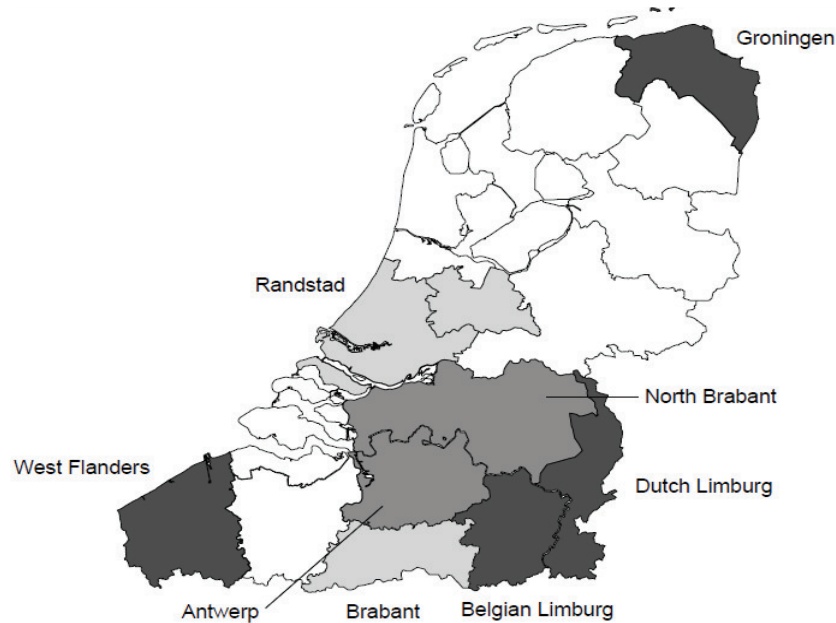 Groningen
Randstad
North Brabant
West Flanders
Dutch Limburg
Antwerp
Brabant
Belgian Limburg